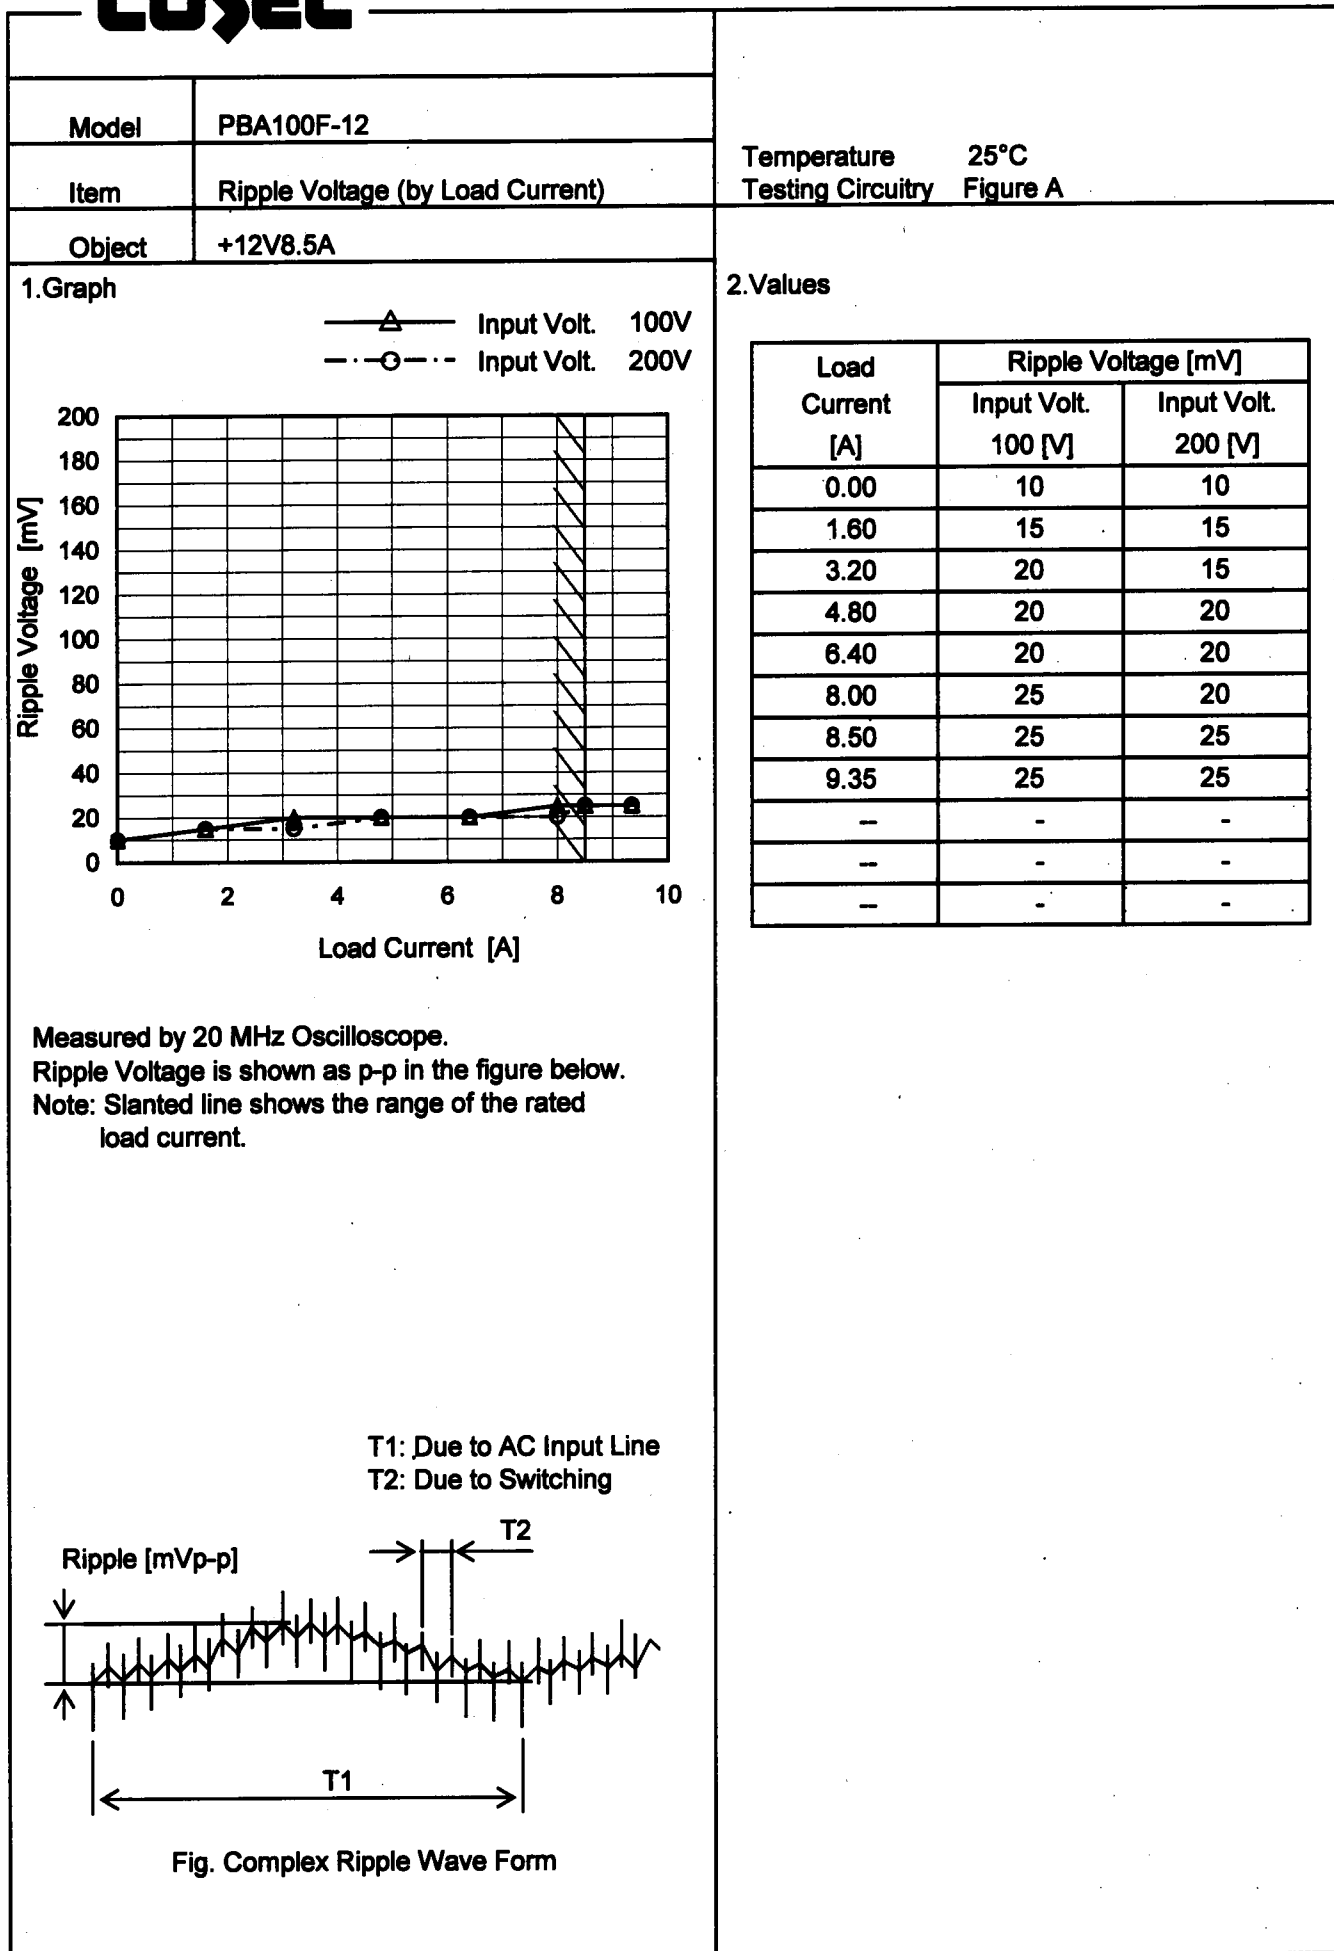 COSEL
Model PBA100F-12
Item Ripple Voltage (by Load Current)
Object +12V8.5A
Temperature 25°C
Testing Circuitry Figure A
1.Graph
Input Volt. 100V
Input Volt. 200V
200
180
160
140
120
100
80
60
40
20
0
Ripple Voltage [mV]
0 2 4 6 8 10
Load Current [A]
Measured by 20 MHz Oscilloscope.
Ripple Voltage is shown as p-p in the figure below.
Note: Slanted line shows the range of the rated
load current.
T1: Due to AC Input Line
T2: Due to Switching
T2
Ripple [mVp-p]
T1
Fig. Complex Ripple Wave Form
2.Values
Load Ripple Voltage [mV]
Current Input Volt. Input Volt.
[A] 100 [V] 200 [V]
0.00 10 10
1.60 15 15
3.20 20 15
4.80 20 20
6.40 20 20
8.00 25 20
8.50 25 25
9.35 25 25
-- - -
-- - -
-- - -